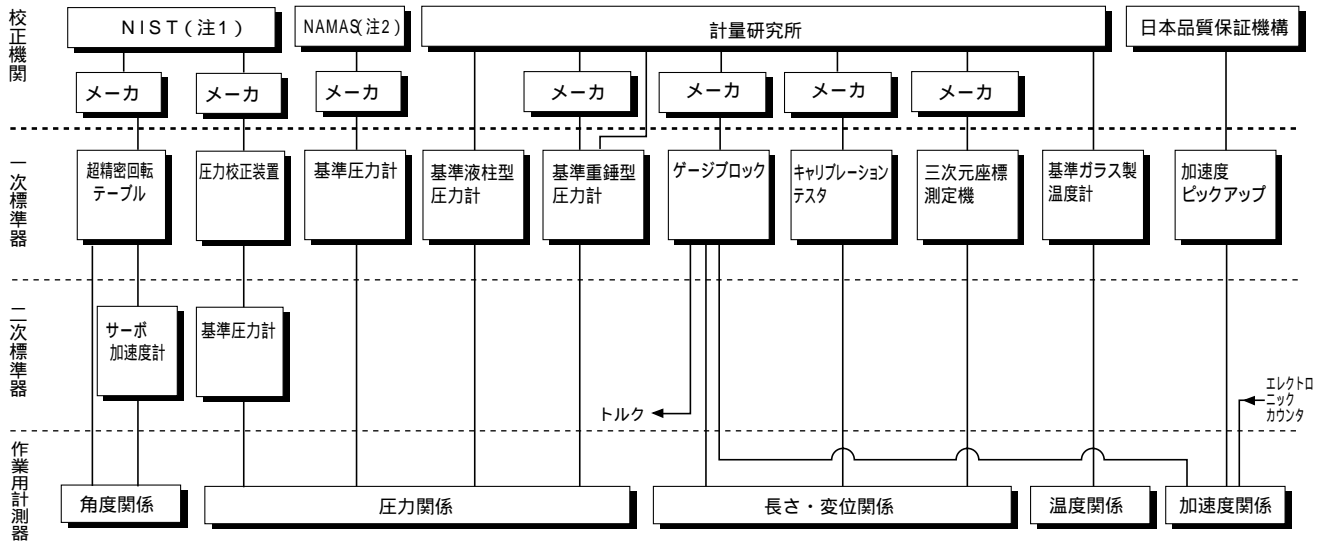 校正機関
NIST(注1)
NAMAS(注2)
計量研究所
日本品質保証機構
メーカ
メーカ
メーカ
メーカ
メーカ
メーカ
メーカ
一次標準器
超精密回転
テーブル
圧力校正装置
基準圧力計
基準液柱型
圧力計
基準重錘型
圧力計
ゲージブロック
キャリブレーション
テスタ
三次元座標
測定機
基準ガラス製
温度計
加速度
ピックアップ
二次標準器
サーボ
加速度計
基準圧力計
トルク
エレクトロ
ニック
カウンタ
作業用計測器
角度関係
圧力関係
長さ・変位関係
温度関係
加速度関係